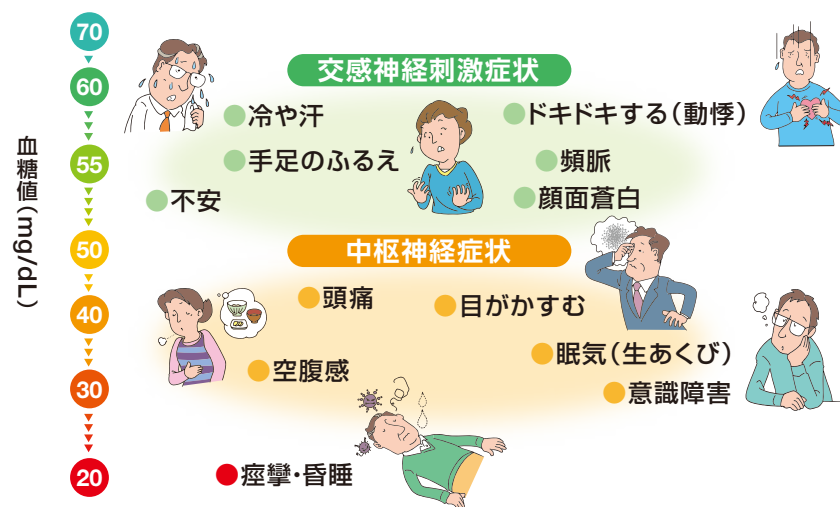 血糖値(mg/dL)
70
60
55
50
40
30
20
交感神経刺激症状
冷や汗
ドキドキする(動悸)
手足のふるえ
頻脈
不安
顔面蒼白
中枢神経症状
頭痛
目がかすむ
眠気(生あくび)
空腹感
意識障害
痙攣・昏睡